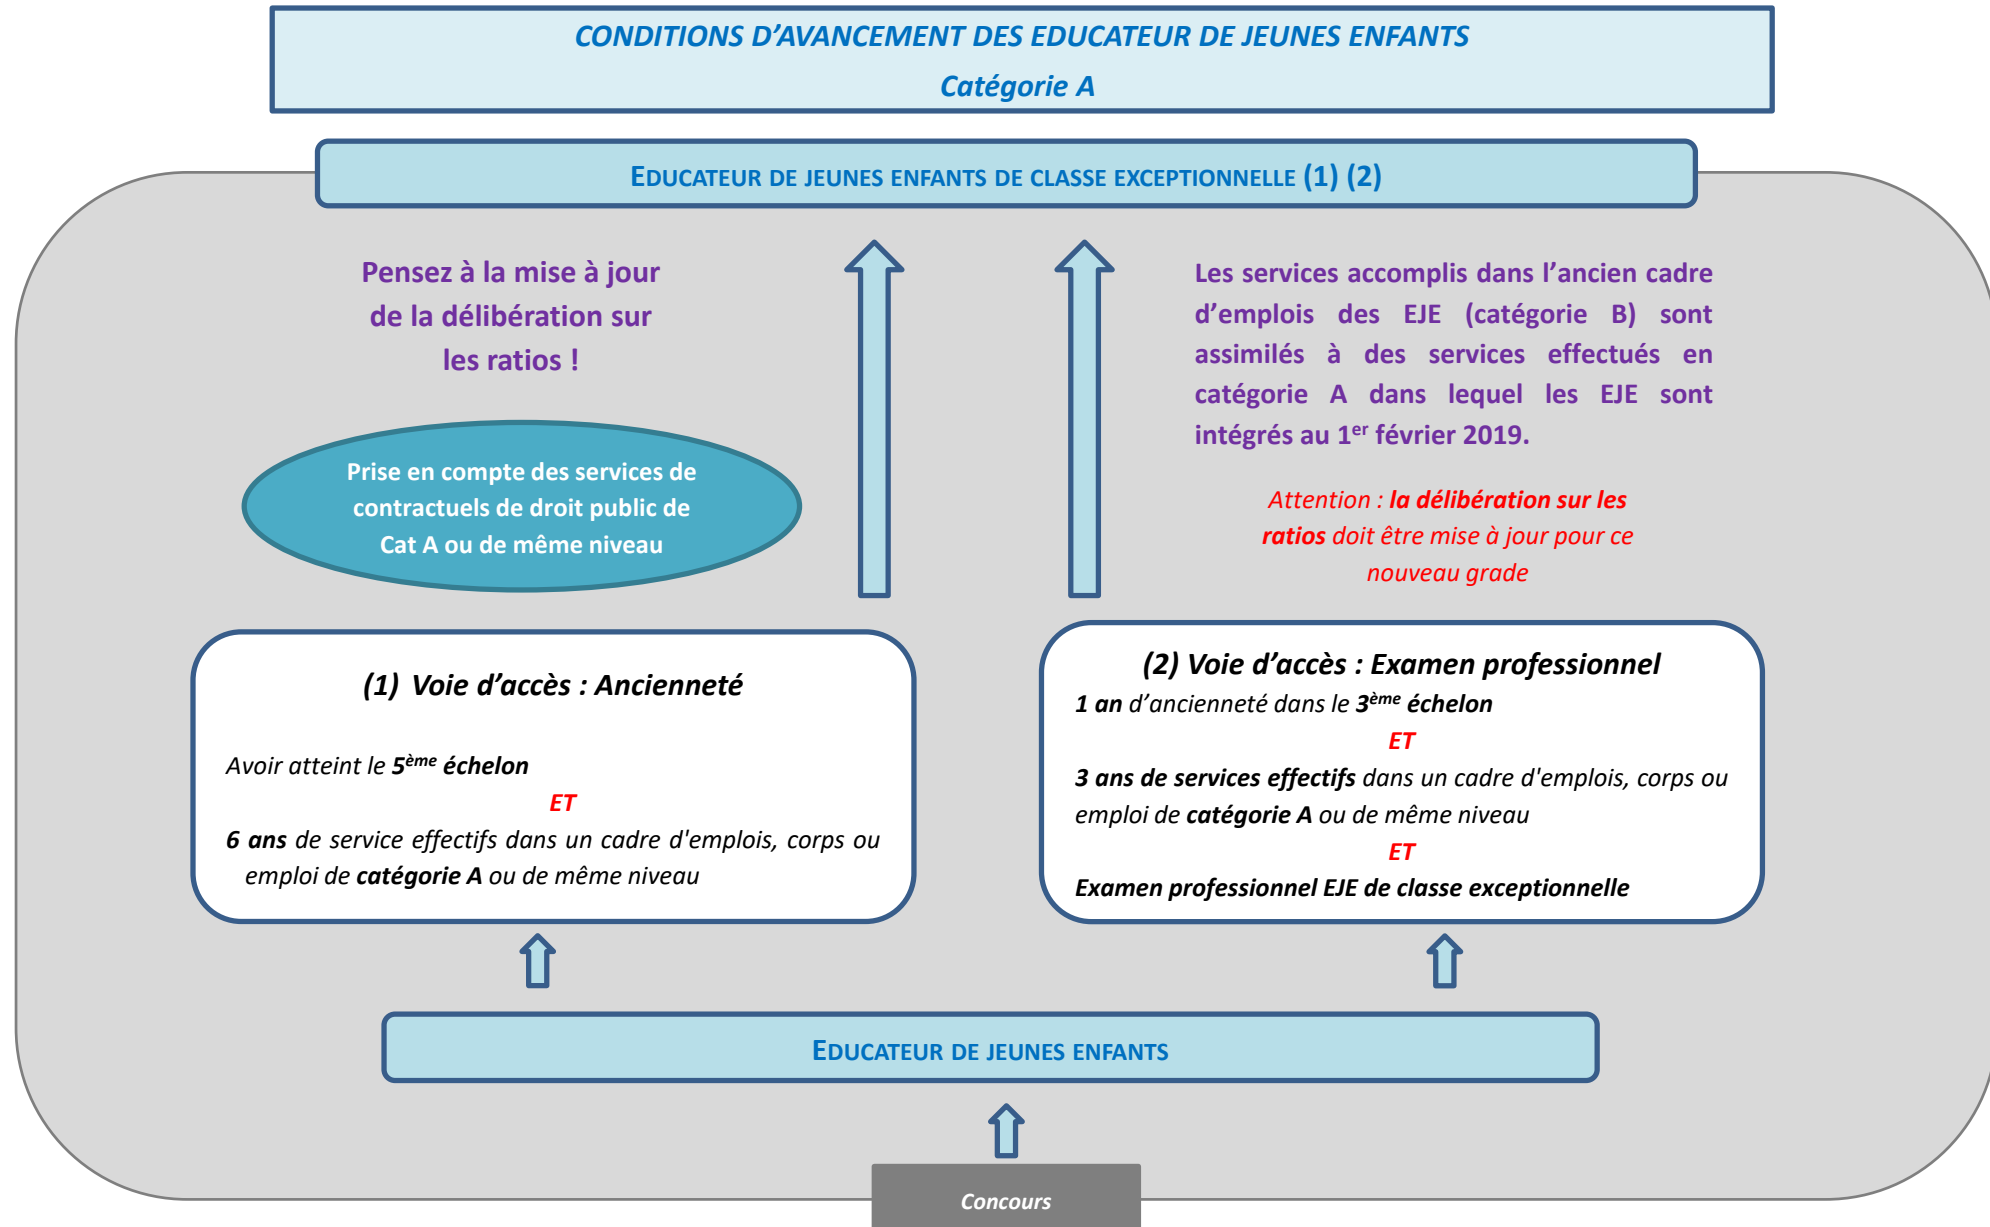 CONDITIONS D’AVANCEMENT DES EDUCATEUR DE JEUNES ENFANTS
Catégorie A
EDUCATEUR DE JEUNES ENFANTS DE CLASSE EXCEPTIONNELLE (1) (2)
Pensez à la mise à jour
de la délibération sur
les ratios !
Les services accomplis dans l’ancien cadre
d’emplois des EJE (catégorie B) sont
assimilés à des services effectués en
catégorie A dans lequel les EJE sont
intégrés au 1er février 2019.
Prise en compte des services de
contractuels de droit public de
Cat A ou de même niveau
Attention : la délibération sur les
ratios doit être mise à jour pour ce
nouveau grade
(1) Voie d’accès : Ancienneté
Avoir atteint le 5ème échelon
ET
6 ans de service effectifs dans un cadre d'emplois, corps ou
emploi de catégorie A ou de même niveau
(2) Voie d’accès : Examen professionnel
1 an d’ancienneté dans le 3ème échelon
ET
3 ans de services effectifs dans un cadre d'emplois, corps ou
emploi de catégorie A ou de même niveau
ET
Examen professionnel EJE de classe exceptionnelle
EDUCATEUR DE JEUNES ENFANTS
Concours